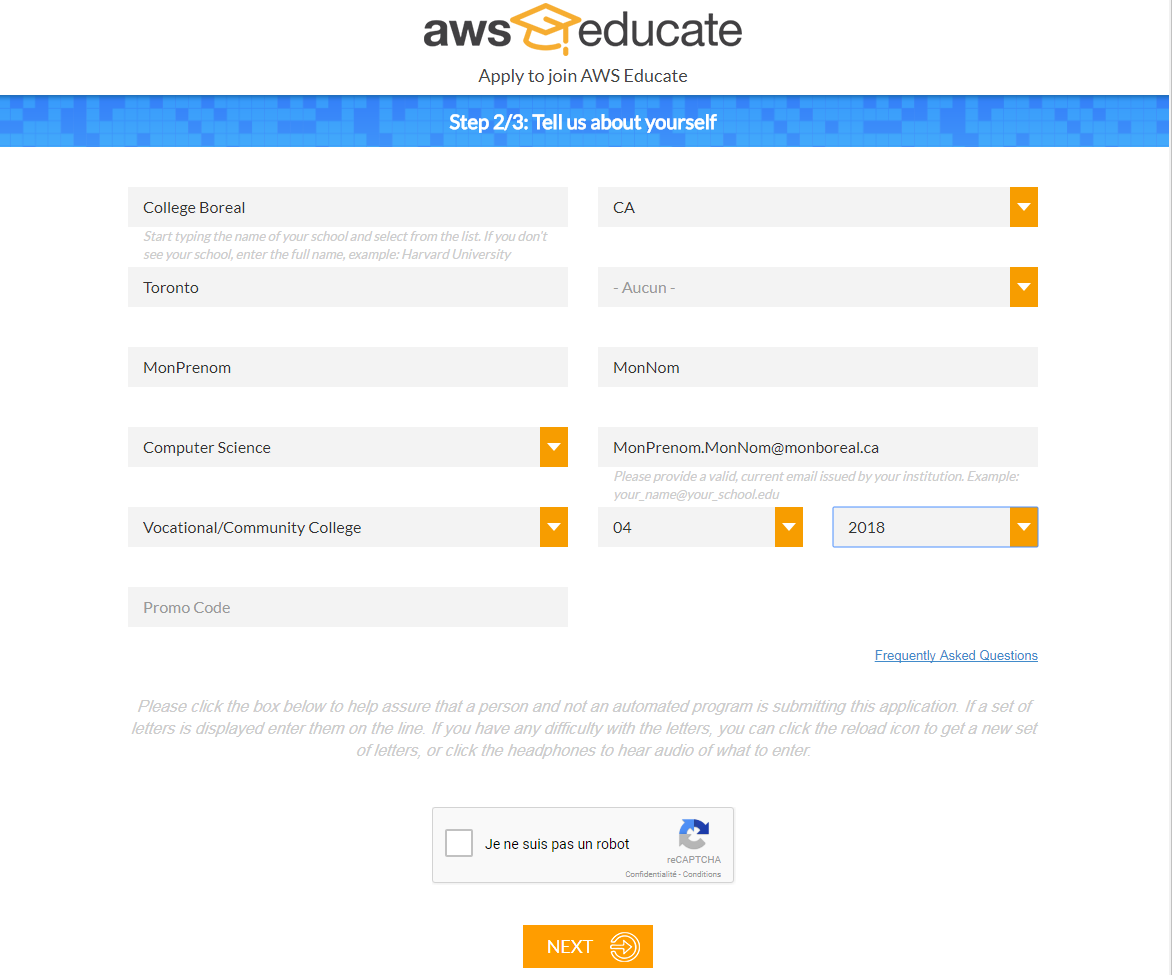 aws educate
Apply to join AWS Educate
Step 2/3: Tell us about yourself
College Boreal
CA
Start typing the name of your school and select from the list. If you don't
see your school, enter the full name, example: Harvard University
Toronto
- Aucun -
MonPrenom
MonNom
Computer Science
MonPrenom.MonNom@monboreal.ca
Please provide a valid, current email issued by your institution. Example:
your_name@your_school.edu
Vocational/Community College
04
2018
Promo Code
Frequently Asked Questions
Please click the box below to help assure that a person and not an automated program is submitting this application. If a set of
letters is displayed enter them on the line. If you have any difficulty with the letters, you can click the reload icon to get a new set
of letters, or click the headphones to hear audio of what to enter.
Je ne suis pas un robot
reCAPTCHA
Confidentialité - Conditions
NEXT